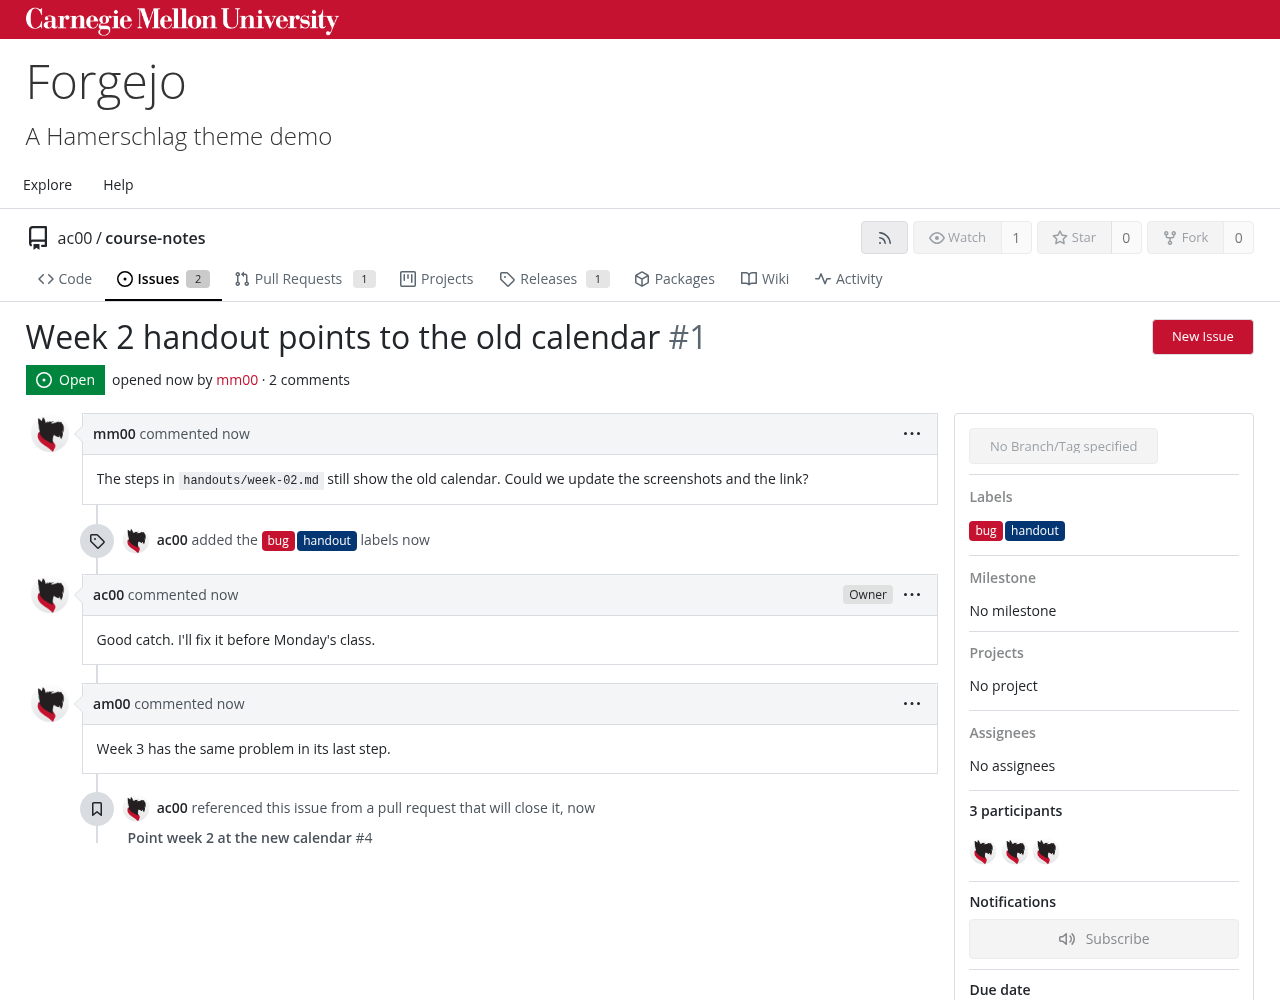 Carnegie Mellon University
Forgejo
A Hamerschlag theme demo
Explore Help
ac00 / course-notes
Watch 1 Star 0 Fork 0
Code Issues 2 Pull Requests 1 Projects Releases 1 Packages Wiki Activity
Week 2 handout points to the old calendar #1
New Issue
Open opened now by mm00 · 2 comments
mm00 commented now
The steps in handouts/week-02.md still show the old calendar. Could we update the screenshots and the link?
ac00 added the bug handout labels now
ac00 commented now Owner
Good catch. I'll fix it before Monday's class.
am00 commented now
Week 3 has the same problem in its last step.
ac00 referenced this issue from a pull request that will close it, now
Point week 2 at the new calendar #4
No Branch/Tag specified
Labels
bug handout
Milestone
No milestone
Projects
No project
Assignees
No assignees
3 participants
Notifications
Subscribe
Due date